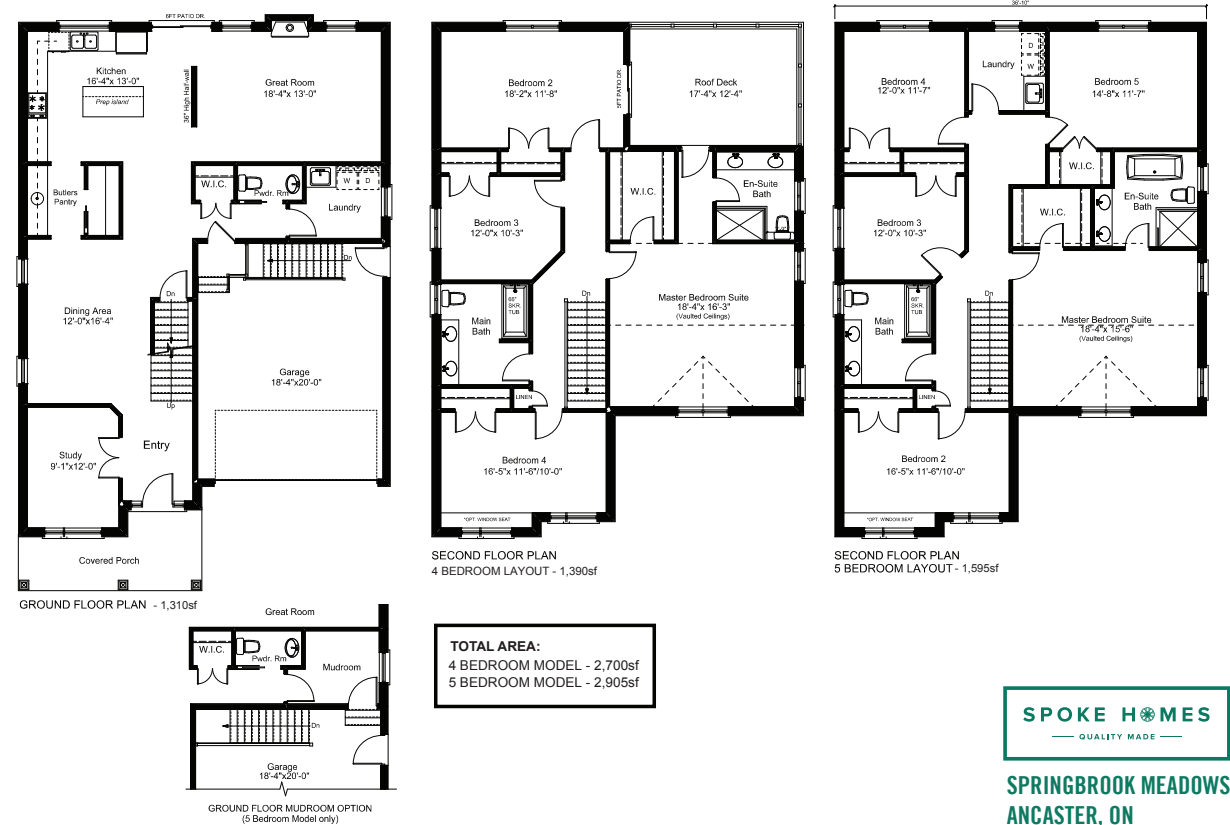 6FT PATIO DR.
Kitchen
16'-4"x 13'-0"
Prep island
36" High Half-wall
Great Room
18'-4"x 13'-0"
Butlers
Pantry
W.I.C.
Pwdr. Rm
W
D
Laundry
Dn
Dining Area
12'-0"x16'-4"
Dn
Up
Garage
18'-4"x20'-0"
Study
9'-1"x12'-0"
Entry
Covered Porch
GROUND FLOOR PLAN - 1,310sf
Bedroom 2
18'-2"x 11'-8"
5FT PATIO DR.
Roof Deck
17'-4"x 12'-4"
W.I.C.
En-Suite
Bath
Bedroom 3
12'-0"x 10'-3"
Main
Bath
66"
SKR.
TUB
Dn
Master Bedroom Suite
18'-4"x 16'-3"
(Vaulted Ceilings)
LINEN
Bedroom 4
16'-5"x 11'-6"/10'-0"
*OPT. WINDOW SEAT
SECOND FLOOR PLAN
4 BEDROOM LAYOUT - 1,390sf
36'-10"
Bedroom 4
12'-0"x 11'-7"
Laundry
D
W
Bedroom 5
14'-8"x 11'-7"
W.I.C.
En-Suite
Bath
W.I.C.
Bedroom 3
12'-0"x 10'-3"
Main
Bath
66"
SKR.
TUB
Dn
Master Bedroom Suite
18'-4"x 15'-6"
(Vaulted Ceilings)
LINEN
Bedroom 2
16'-5"x 11'-6"/10'-0"
*OPT. WINDOW SEAT
SECOND FLOOR PLAN
5 BEDROOM LAYOUT - 1,595sf
Great Room
W.I.C.
Pwdr. Rm
Mudroom
Dn
Garage
18'-4"x20'-0"
GROUND FLOOR MUDROOM OPTION
(5 Bedroom Model only)
TOTAL AREA:
4 BEDROOM MODEL - 2,700sf
5 BEDROOM MODEL - 2,905sf
SPOKE HOMES
QUALITY MADE
SPRINGBROOK MEADOWS
ANCASTER, ON